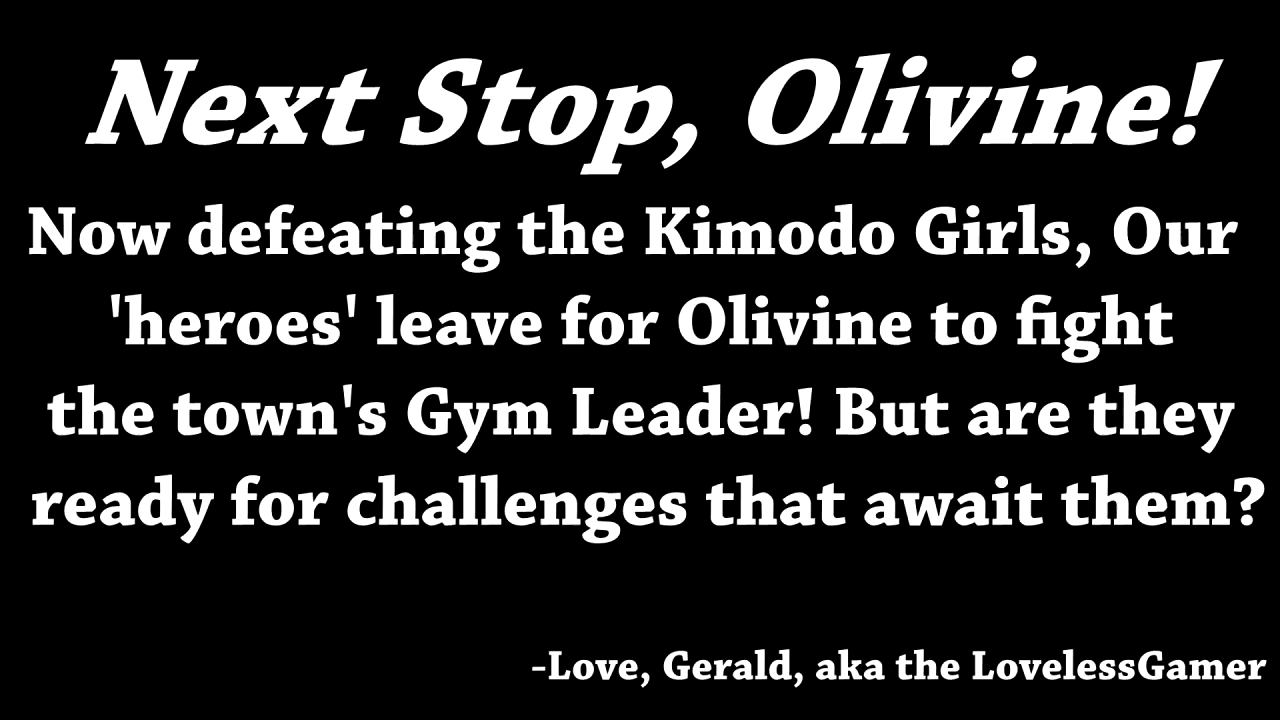 Next Stop, Olivine!
Now defeating the Kimodo Girls, Our
'heroes' leave for Olivine to fight
the town's Gym Leader! But are they
ready for challenges that await them?
-Love, Gerald, aka the LovelessGamer